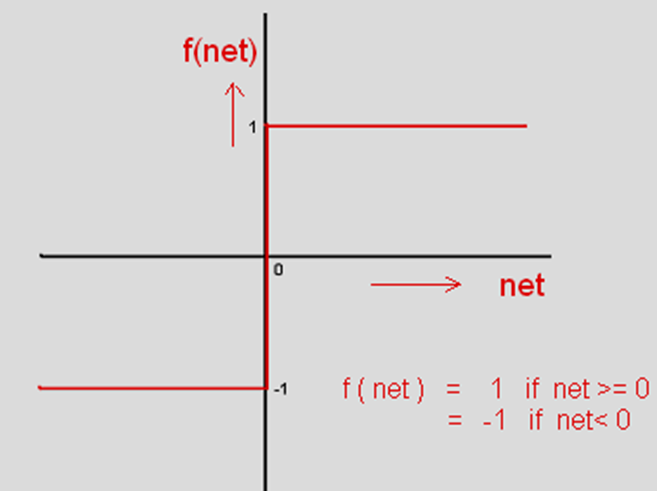 f(net)
1
0
net
-1
f ( net ) = 1 if net >= 0
= -1 if net< 0